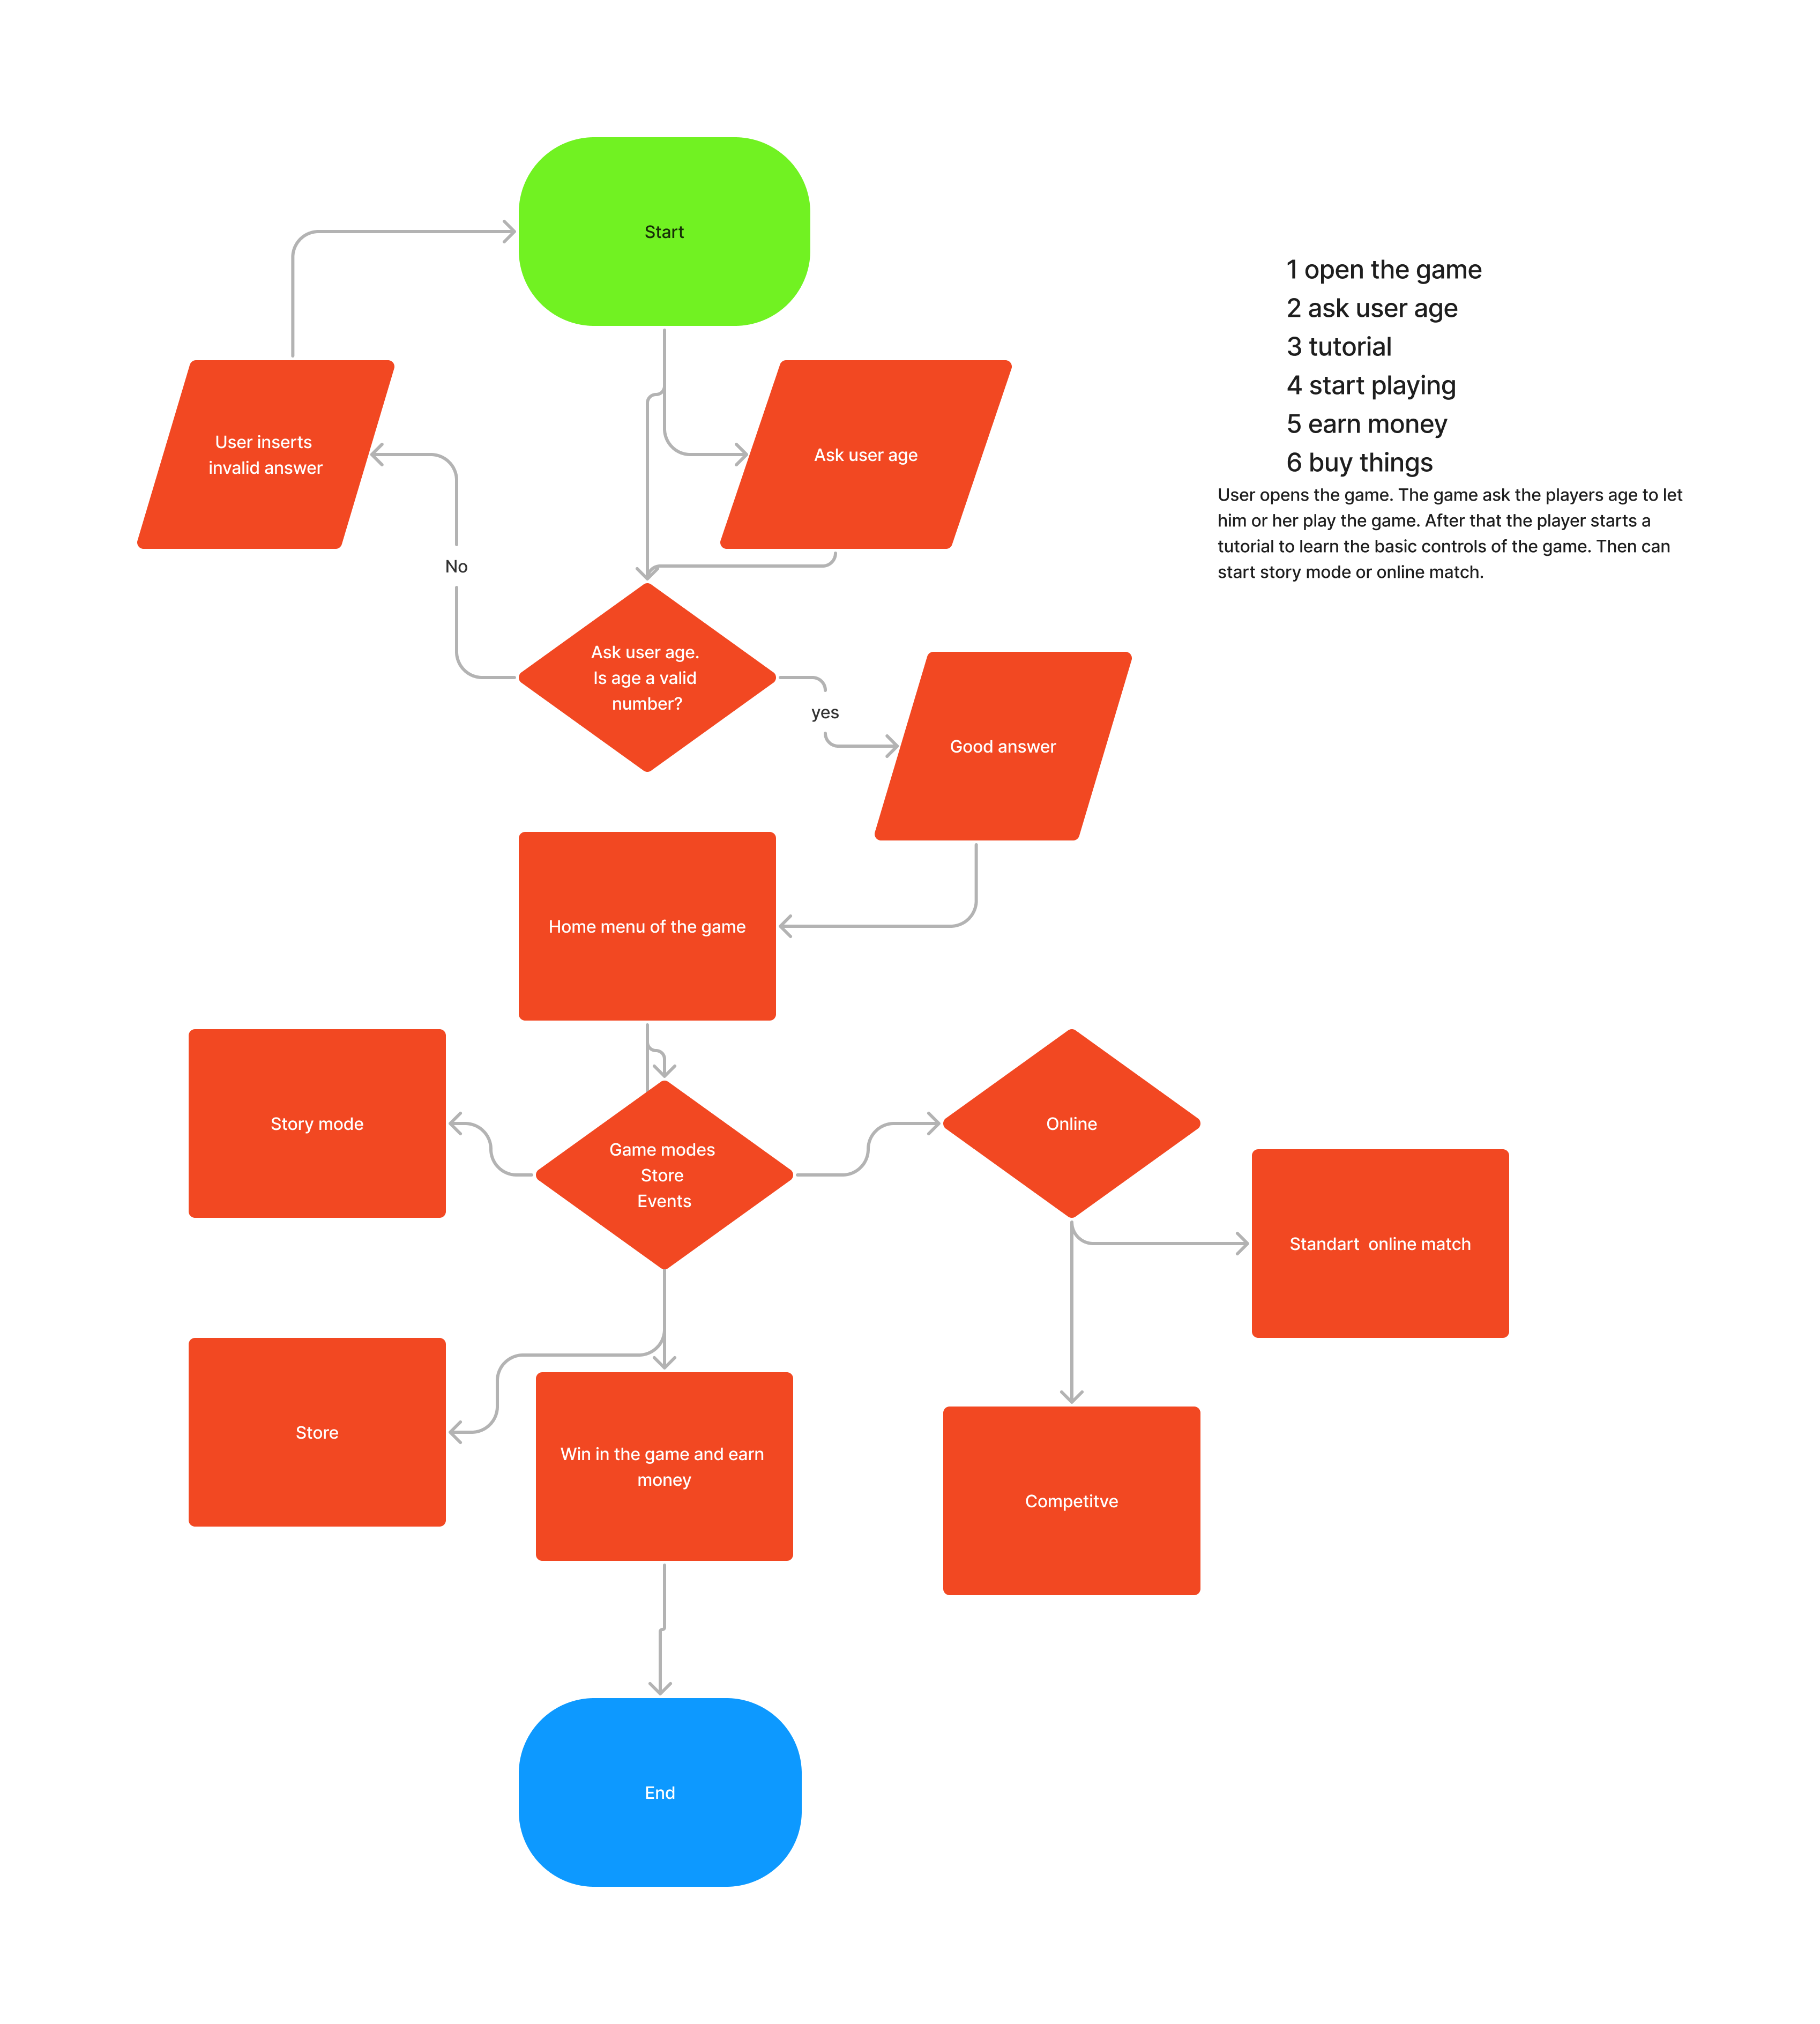 Start
1 open the game
2 ask user age
3 tutorial
4 start playing
5 earn money
6 buy things
User opens the game. The game ask the players age to let
him or her play the game. After that the player starts a
tutorial to learn the basic controls of the game. Then can
start story mode or online match.
User inserts
invalid answer
Ask user age
No
Ask user age.
Is age a valid
number?
yes
Good answer
Home menu of the game
Story mode
Game modes
Store
Events
Online
Standart  online match
Store
Win in the game and earn
money
Competitve
End